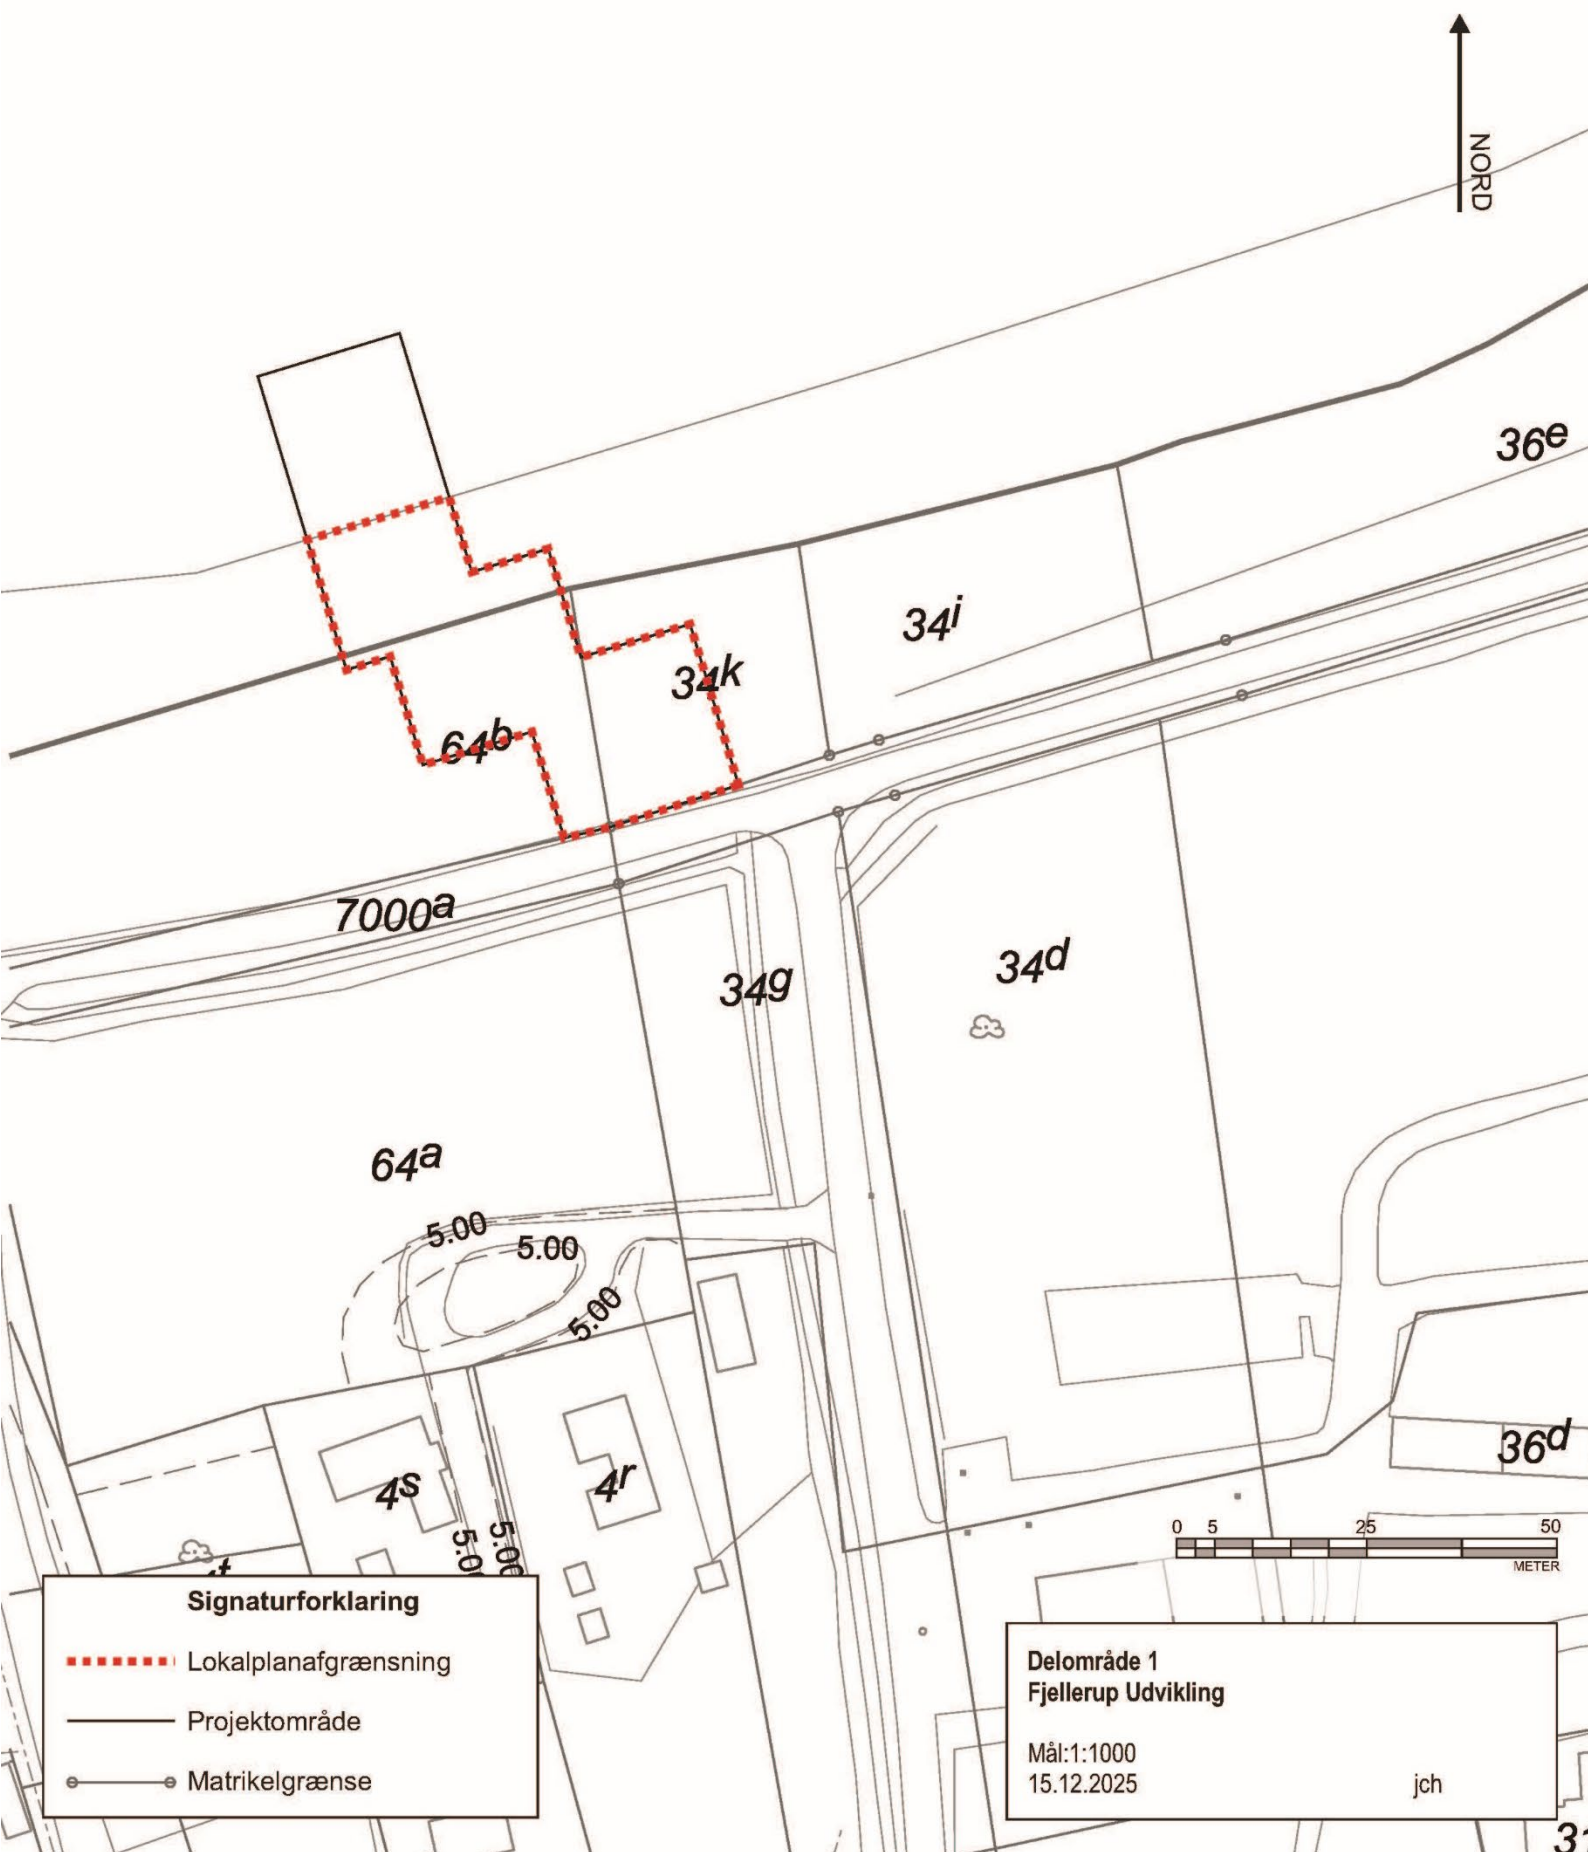 NORD
36e
34i
34k
64b
7000a
34g
34d
64a
5.00
5.00
5.00
36d
4s
4r
5.00
0 5 25 50
METER
Signaturforklaring
Lokalplanafgrænsning
Projektområde
Matrikelgrænse
Delområde 1
Fjellerup Udvikling
Mål:1:1000
15.12.2025 jch